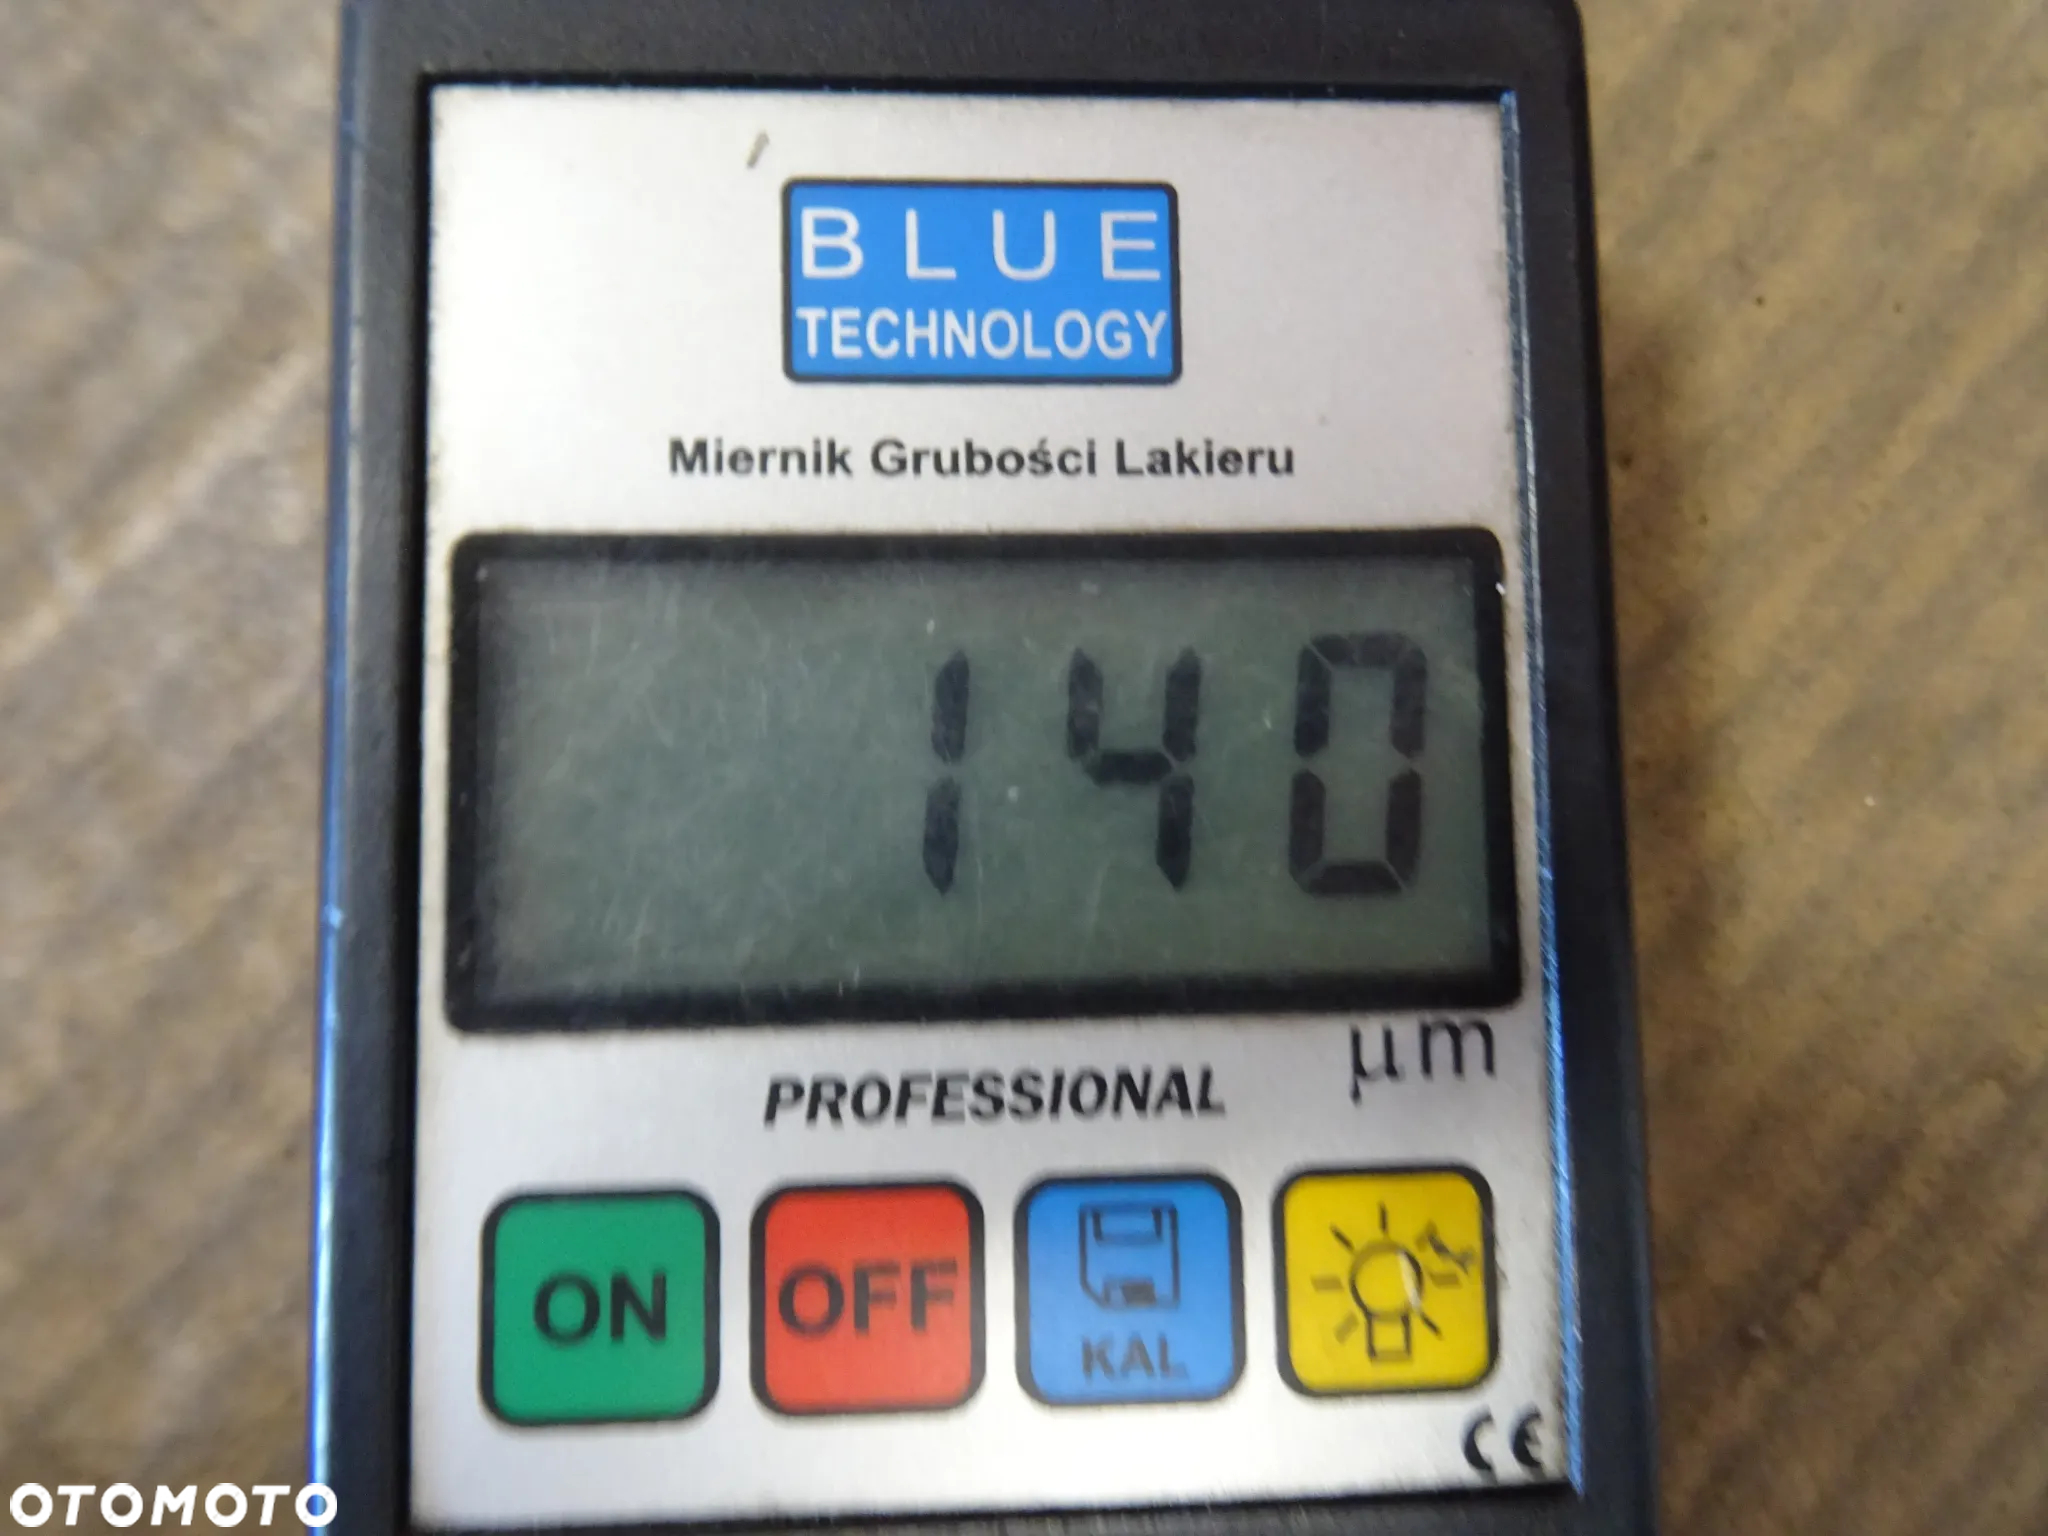 BLUE
TECHNOLOGY
Miernik Grubości Lakieru
140
µm
PROFESSIONAL
ON
OFF
KAL
CE
OTOMOTO